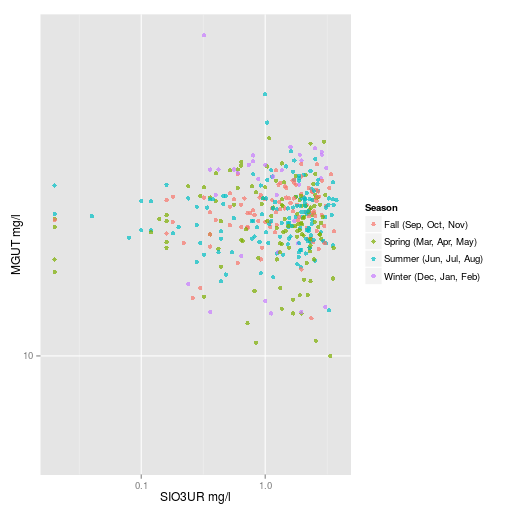 MGUT mg/l
10
0.1
1.0
SIO3UR mg/l
Season
Fall (Sep, Oct, Nov)
Spring (Mar, Apr, May)
Summer (Jun, Jul, Aug)
Winter (Dec, Jan, Feb)